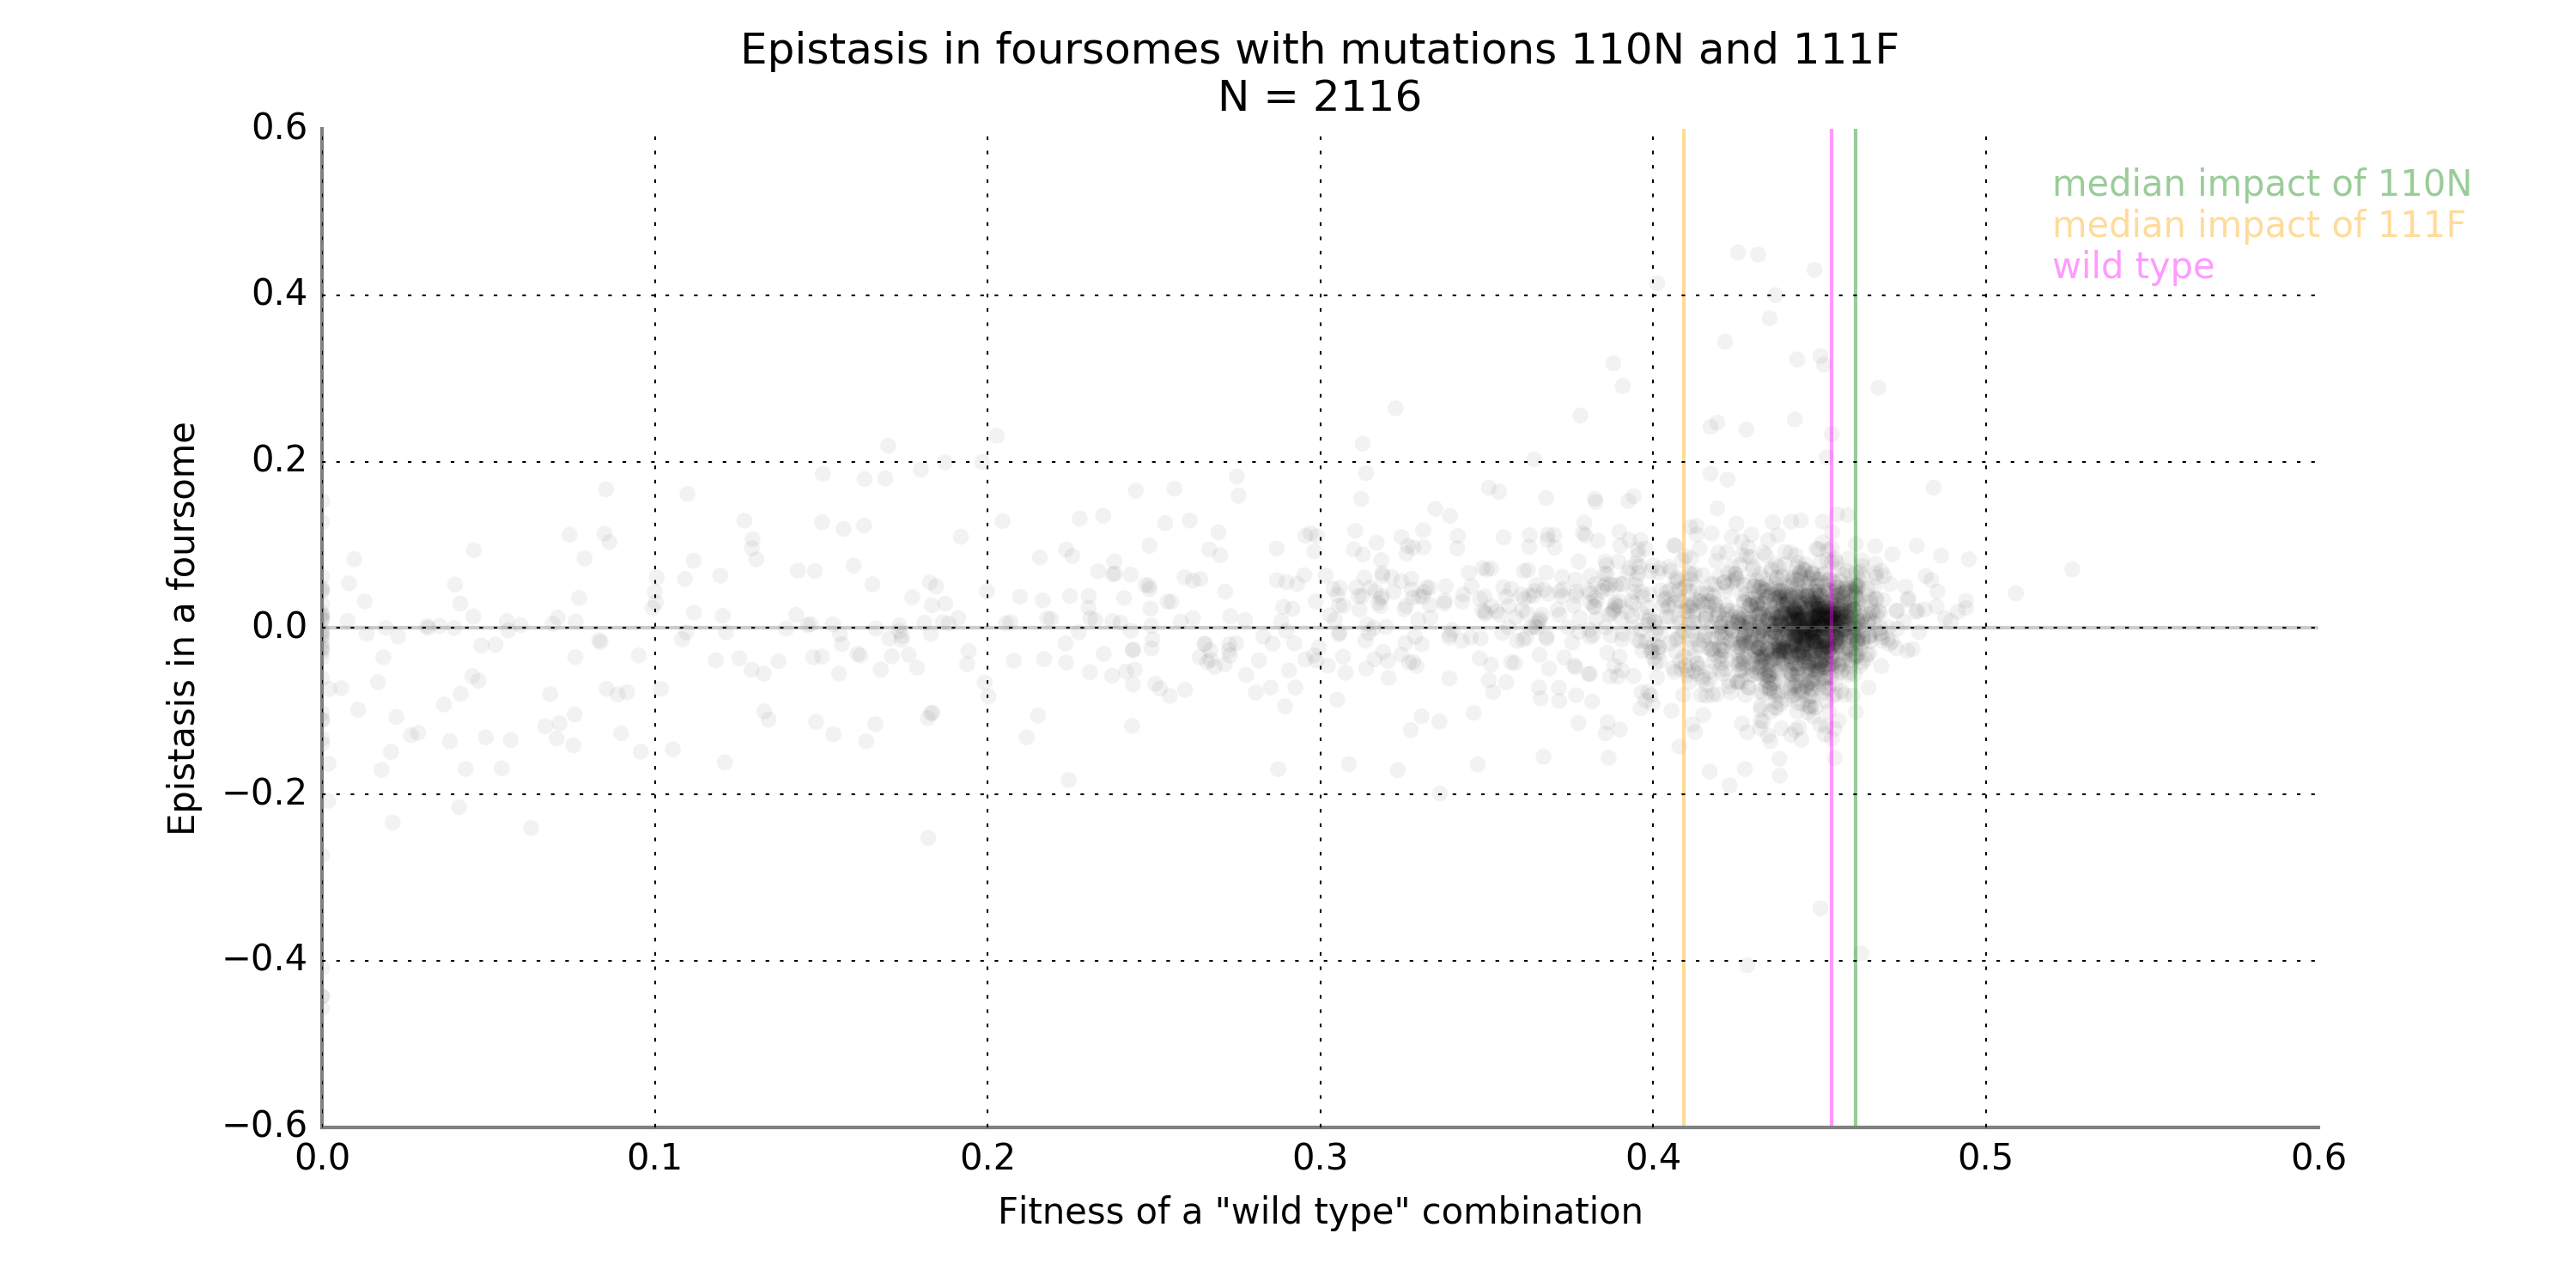 Epistasis in foursomes with mutations 110N and 111F
N = 2116
0.6
median impact of 110N
median impact of 111F
wild type
0.4
0.2
Epistasis in a foursome
0.0
−0.2
−0.4
−0.6
0.0 0.1 0.2 0.3 0.4 0.5 0.6
Fitness of a "wild type" combination